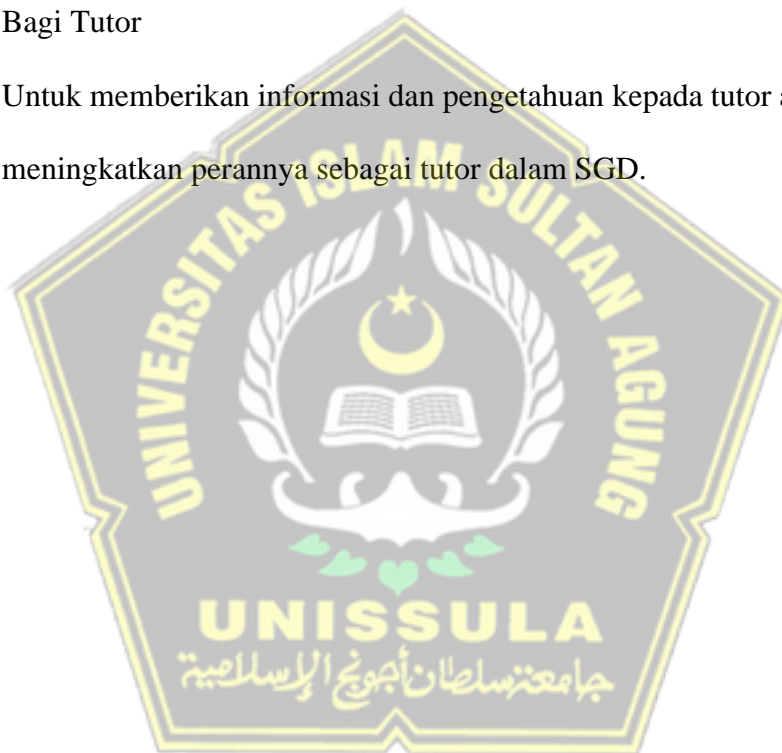 Bagi Tutor
Untuk memberikan informasi dan pengetahuan kepada tutor a
meningkatkan perannya sebagai tutor dalam SGD.
UNIVERSITAS ISLAM SULTAN AGUNG
UNISSULA
جامعة سلطان أجونج الإسلامية